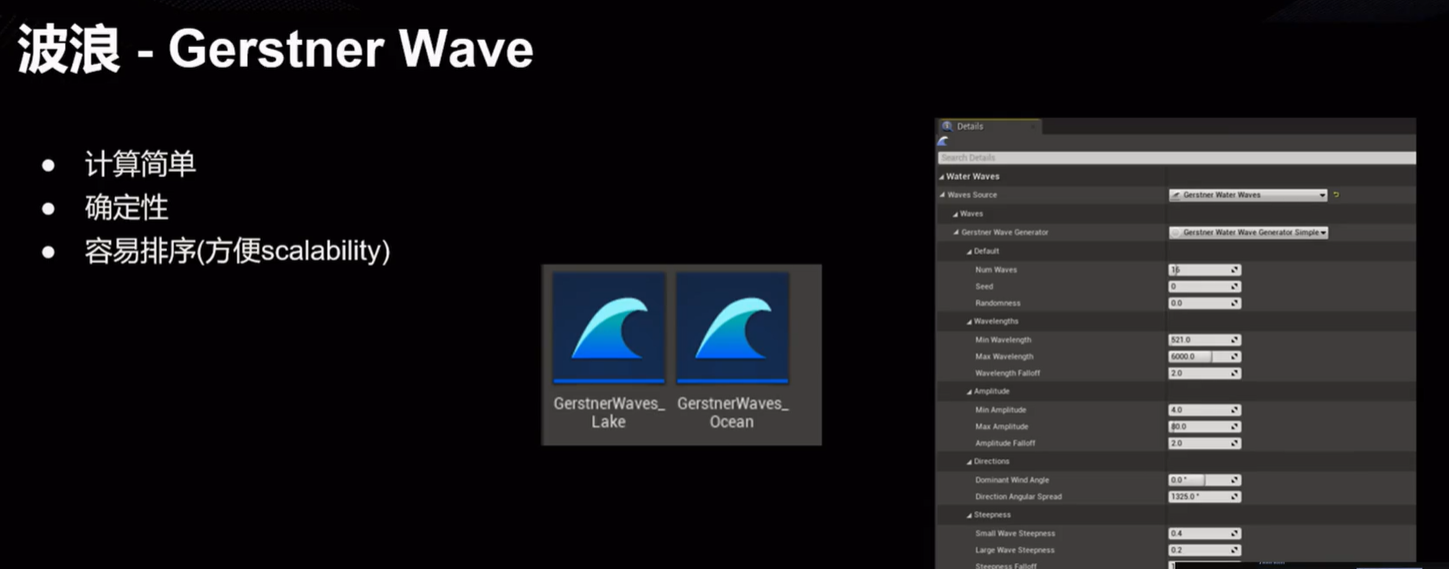 波浪 - Gerstner Wave
● 计算简单
● 确定性
● 容易排序(方便scalability)
GerstnerWaves_
Lake
GerstnerWaves_
Ocean
Details
Search Details
Water Waves
Waves Source Gerstner Water Waves
Waves
Gerstner Wave Generator Gerstner Water Wave Generator Simple
Default
Num Waves 16
Seed 0
Randomness 0.0
Wavelengths
Min Wavelength 521.0
Max Wavelength 6000.0
Wavelength Falloff 2.0
Amplitude
Min Amplitude 4.0
Max Amplitude 80.0
Amplitude Falloff 2.0
Directions
Dominant Wind Angle 0.0 °
Direction Angular Spread 1325.0 °
Steepness
Small Wave Steepness 0.4
Large Wave Steepness 0.2
Steepness Falloff